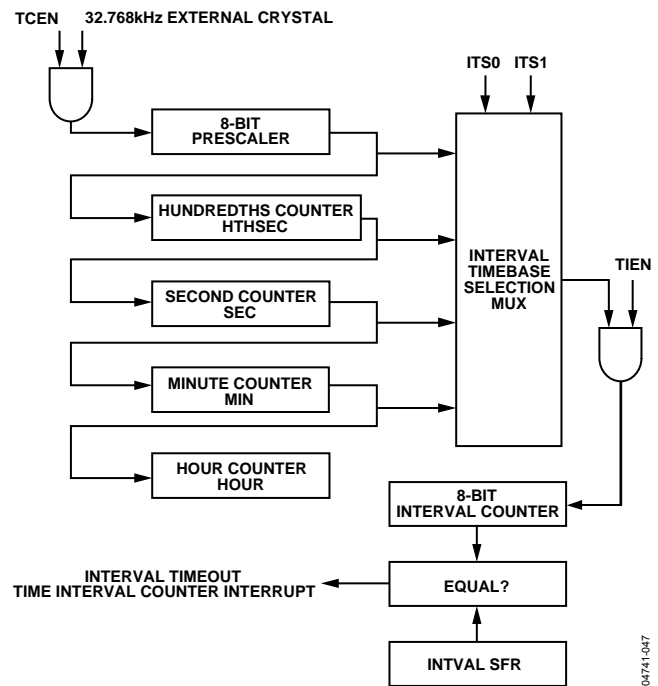 TCEN 32.768kHz EXTERNAL CRYSTAL
ITS0 ITS1
8-BIT
PRESCALER
HUNDREDTHS COUNTER
HTHSEC
INTERVAL
TIMEBASE
SELECTION
MUX
TIEN
SECOND COUNTER
SEC
MINUTE COUNTER
MIN
HOUR COUNTER
HOUR
8-BIT
INTERVAL COUNTER
INTERVAL TIMEOUT
TIME INTERVAL COUNTER INTERRUPT
EQUAL?
INTVAL SFR
04741-047